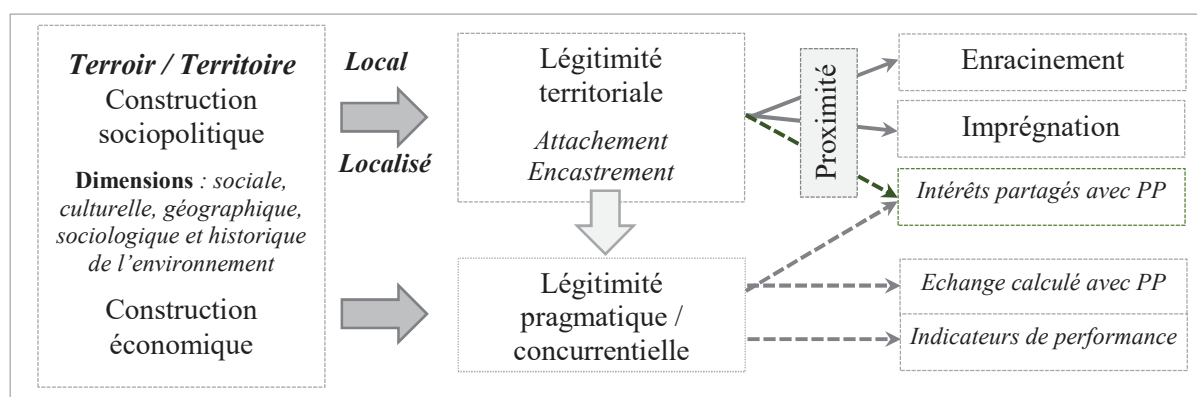 Terroir / Territoire
Construction
sociopolitique
Dimensions : sociale,
culturelle, géographique,
sociologique et historique
de l’environnement
Construction
économique
Local
Localisé
Légitimité
territoriale
Attachement
Encastrement
Légitimité
pragmatique /
concurrentielle
Proximité
Enracinement
Imprégnation
Intérêts partagés avec PP
Echange calculé avec PP
Indicateurs de performance